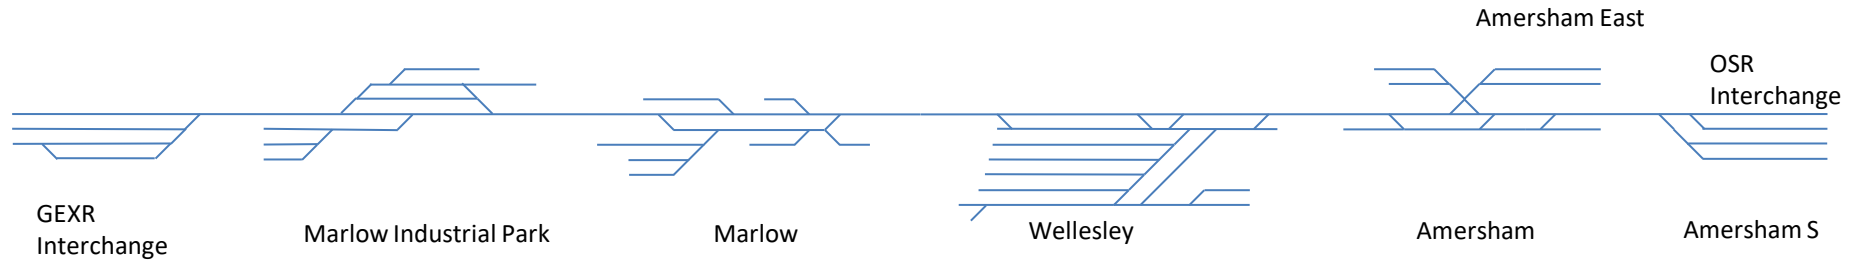 Amersham East
OSR
Interchange
GEXR
Interchange
Marlow Industrial Park
Marlow
Wellesley
Amersham
Amersham S